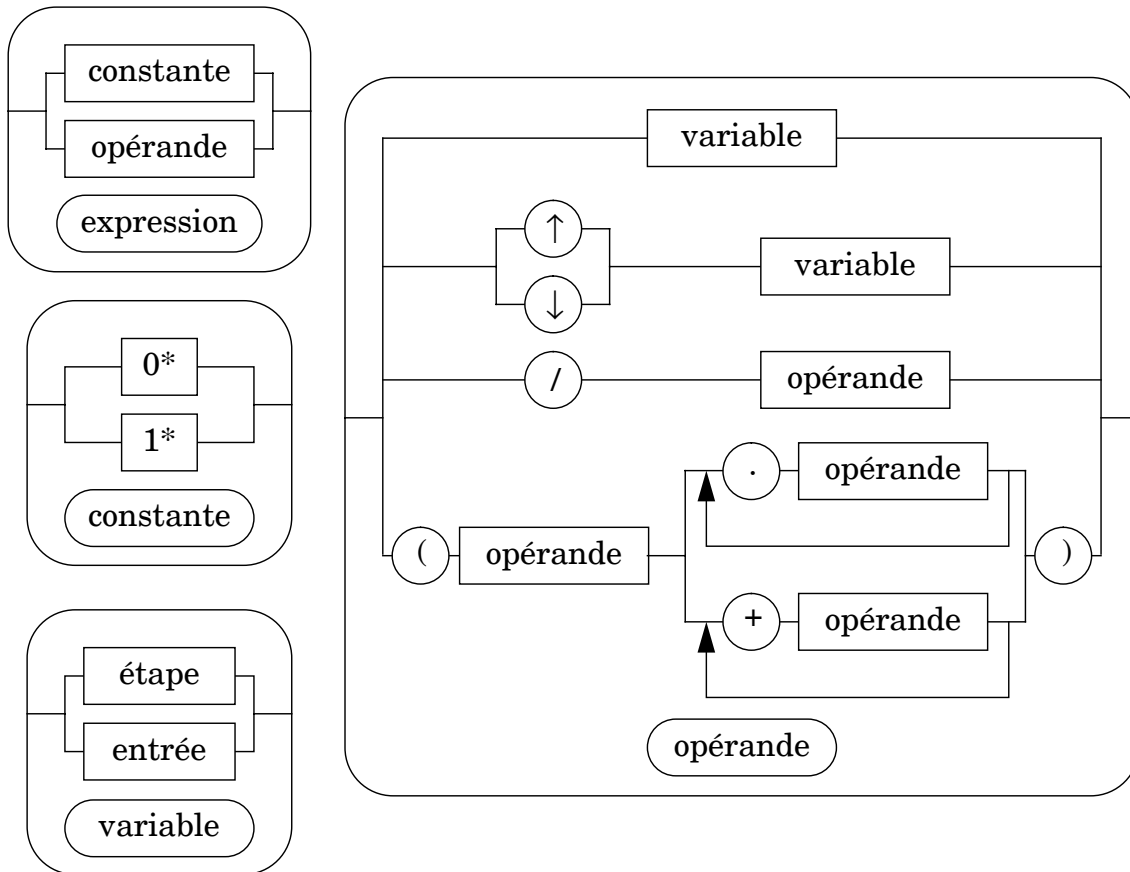 constante
opérande
expression
0*
1*
constante
étape
entrée
variable
variable
↑
↓
variable
/
opérande
(
opérande
.
opérande
+
opérande
)
opérande